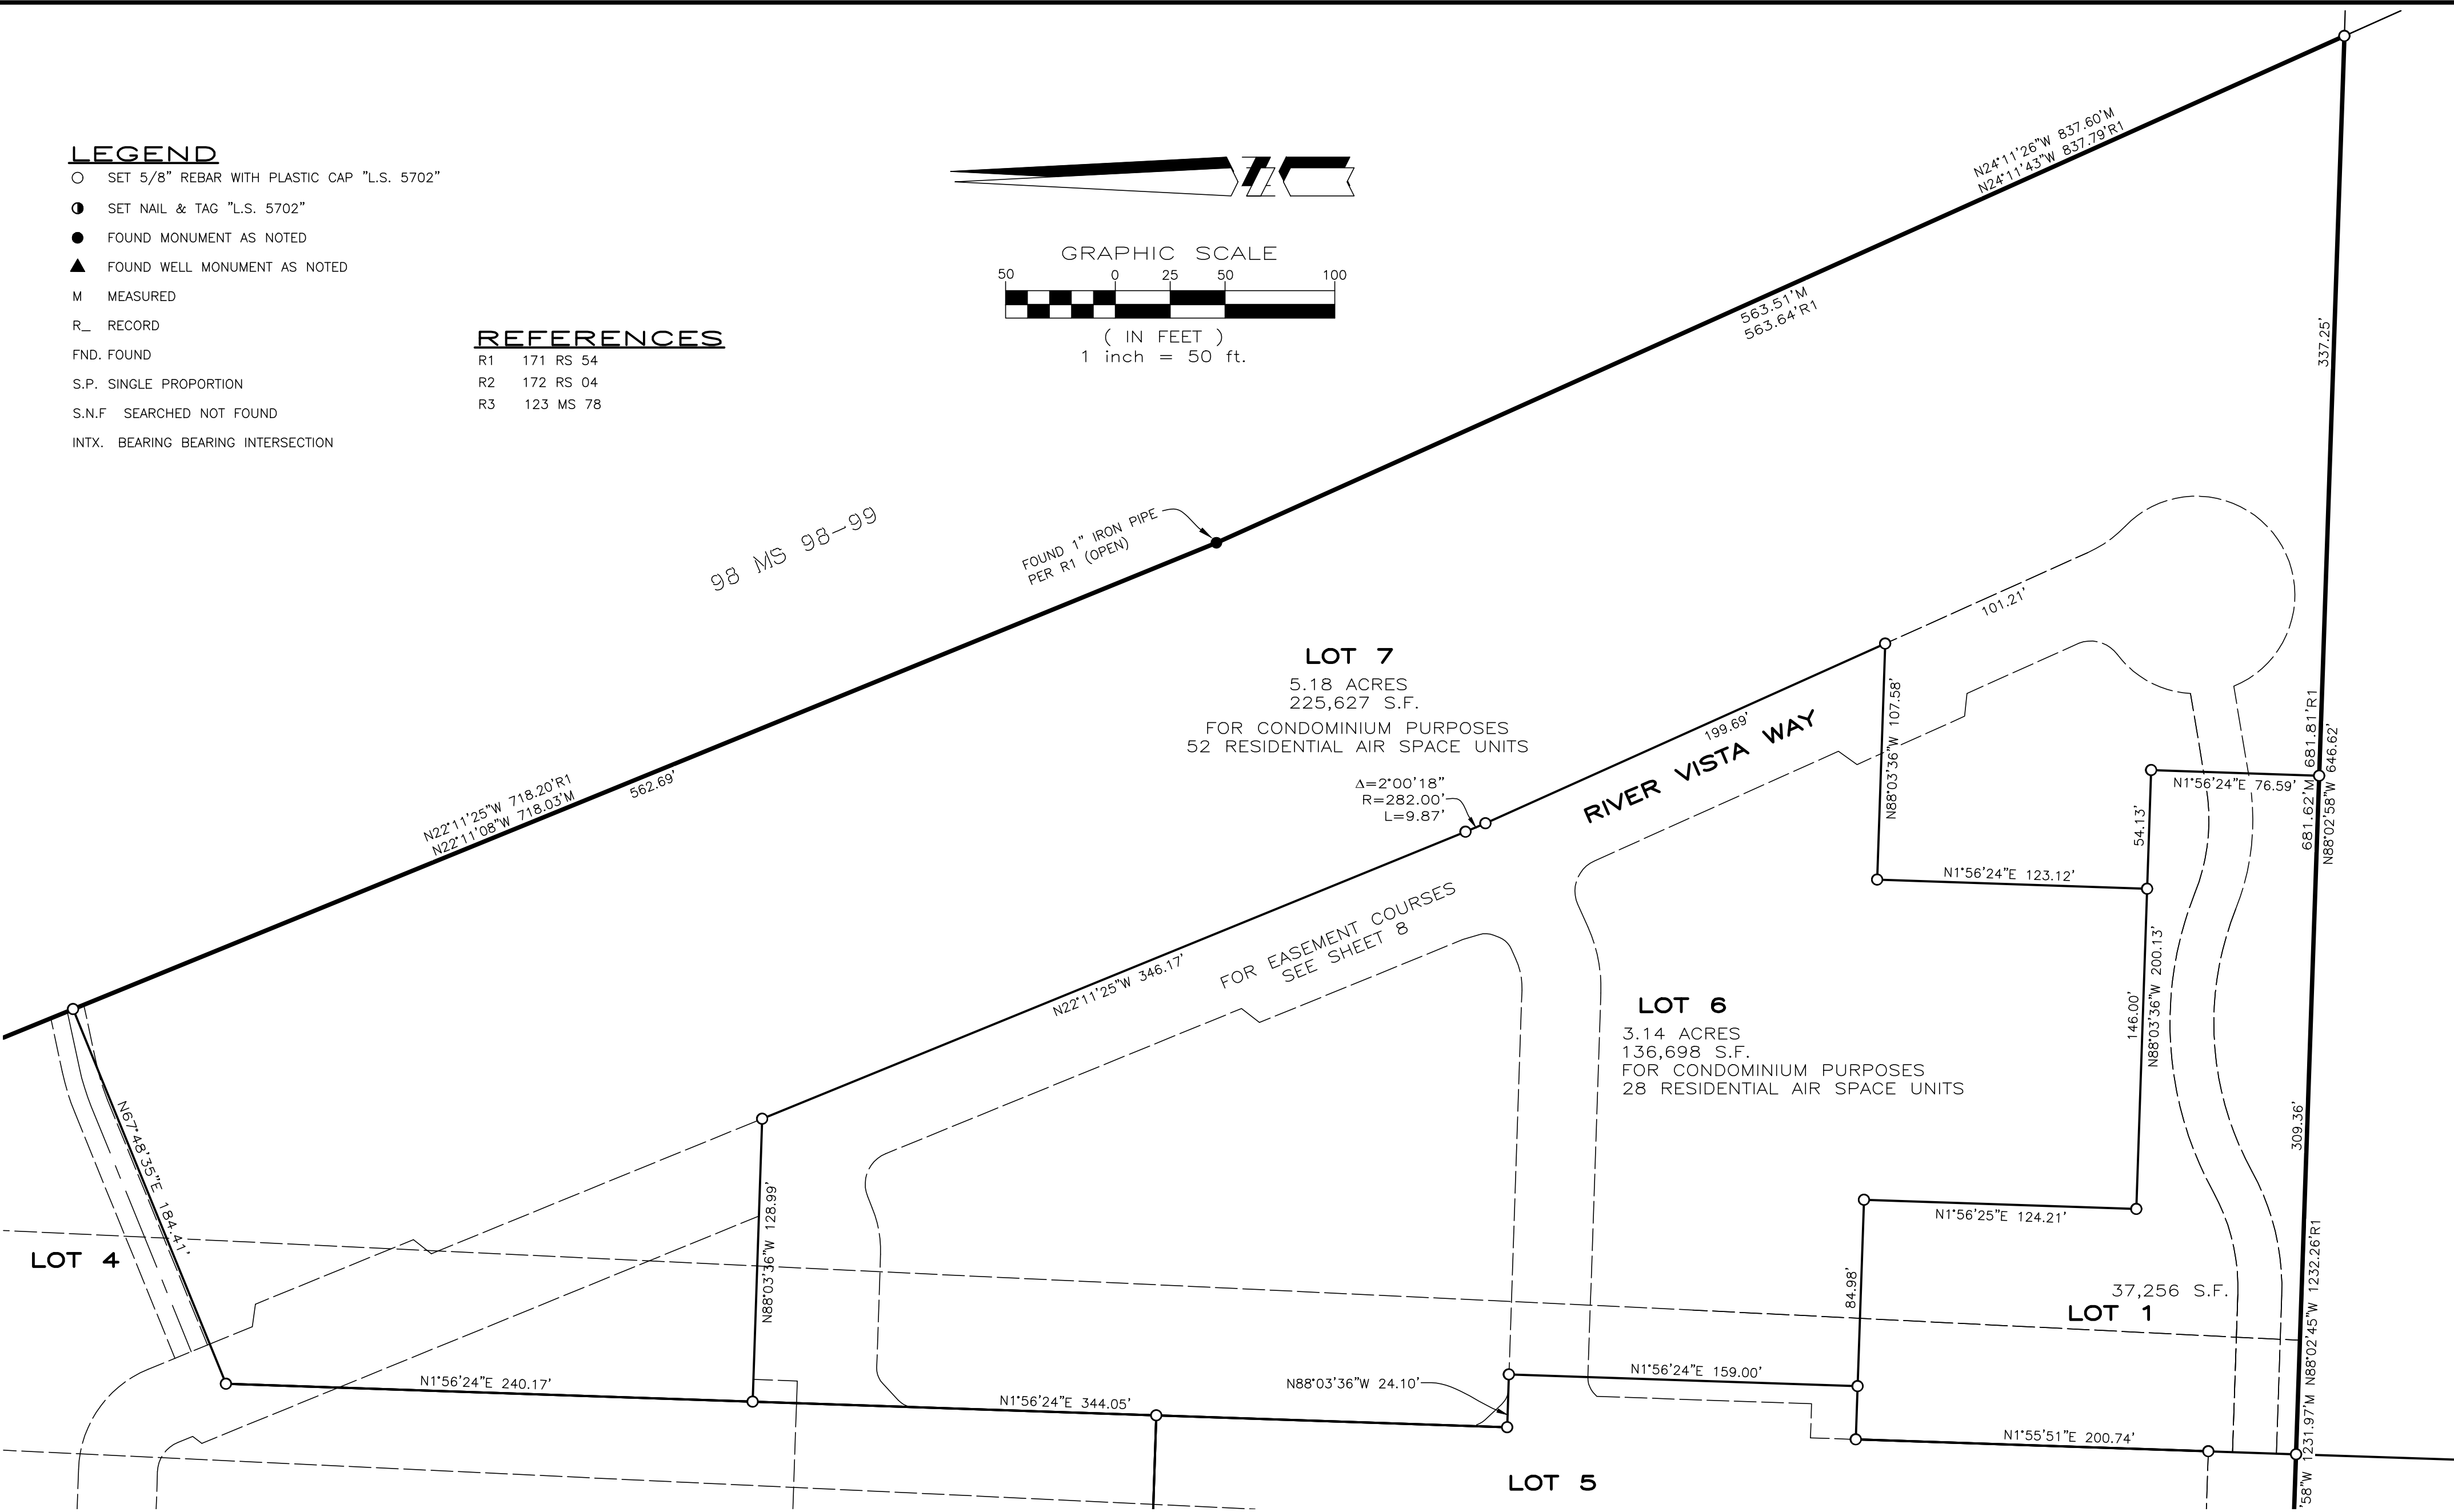 LEGEND
SET 5/8" REBAR WITH PLASTIC CAP "L.S. 5702"
SET NAIL & TAG "L.S. 5702"
FOUND MONUMENT AS NOTED
FOUND WELL MONUMENT AS NOTED
M MEASURED
R_ RECORD
FND. FOUND
S.P. SINGLE PROPORTION
S.N.F SEARCHED NOT FOUND
INTX. BEARING BEARING INTERSECTION
REFERENCES
R1 171 RS 54
R2 172 RS 04
R3 123 MS 78
GRAPHIC SCALE
50 0 25 50 100
( IN FEET )
1 inch = 50 ft.
N24°11'26"W 837.60'M
N24°11'43"W 837.79'R1
563.51'M
563.64'R1
337.25'
98 MS 98-99
FOUND 1" IRON PIPE
PER R1 (OPEN)
101.21'
LOT 7
5.18 ACRES
225,627 S.F.
FOR CONDOMINIUM PURPOSES
52 RESIDENTIAL AIR SPACE UNITS
Δ=2°00'18"
R=282.00'
L=9.87'
199.69'
RIVER VISTA WAY
N88°03'36"W 107.58'
N1°56'24"E 76.59'
54.13'
681.62'M 681.81'R1
N88°02'58"W 646.62'
N22°11'25"W 718.20'R1
N22°11'08"W 718.03'M
562.69'
N1°56'24"E 123.12'
FOR EASEMENT COURSES
SEE SHEET 8
N22°11'25"W 346.17'
LOT 6
3.14 ACRES
136,698 S.F.
FOR CONDOMINIUM PURPOSES
28 RESIDENTIAL AIR SPACE UNITS
146.00'
N88°03'36"W 200.13'
309.36'
N67°48'35"E 184.41'
N88°03'36"W 128.99'
N1°56'25"E 124.21'
LOT 4
84.98'
37,256 S.F.
LOT 1
N1°56'24"E 240.17'
N1°56'24"E 344.05'
N88°03'36"W 24.10'
N1°56'24"E 159.00'
N1°55'51"E 200.74'
LOT 5
'58"W 1231.97'M N88°02'45"W 1232.26'R1